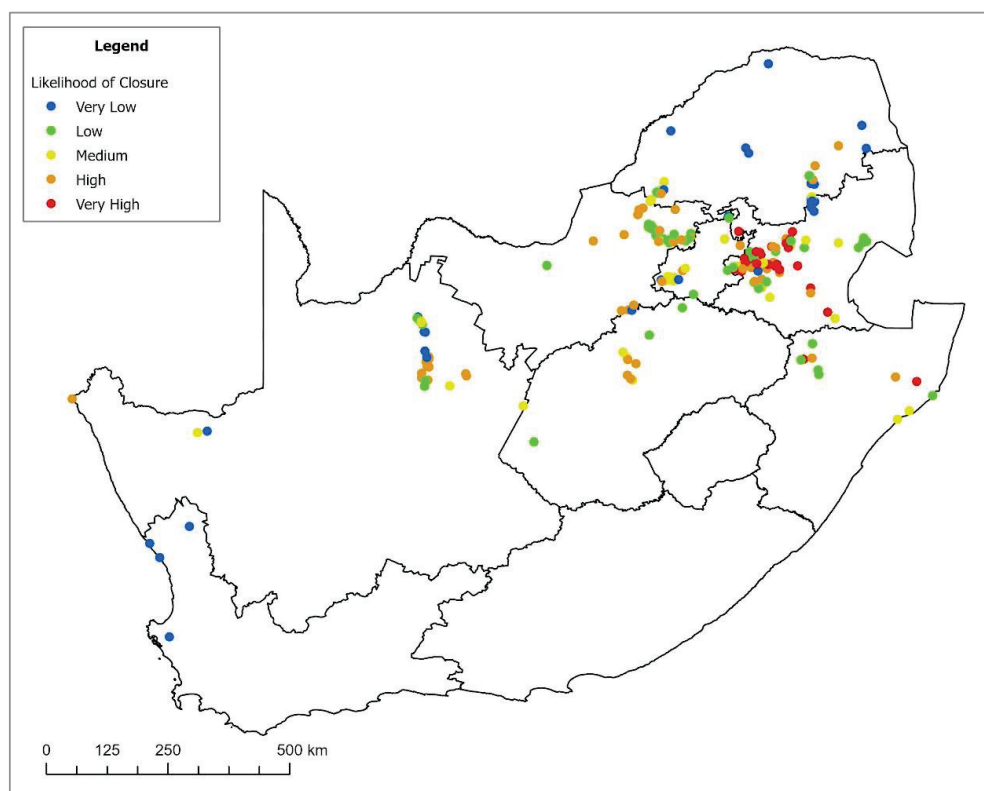 Legend
Likelihood of Closure
Very Low
Low
Medium
High
Very High
0 125 250 500 km